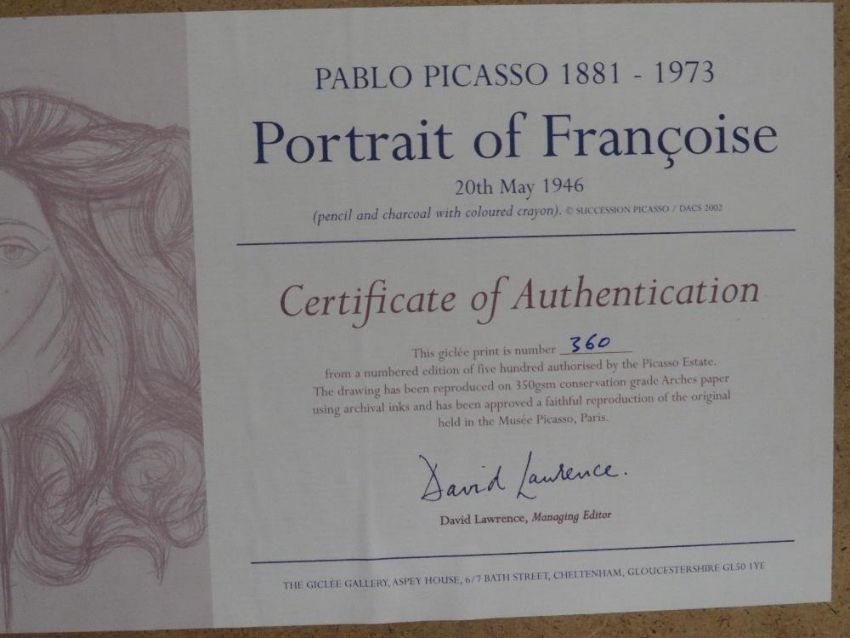 PABLO PICASSO 1881 - 1973
Portrait of Françoise
20th May 1946
(pencil and charcoal with coloured crayon). © SUCCESSION PICASSO / DACS 2002
Certificate of Authentication
This giclée print is number 360
from a numbered edition of five hundred authorised by the Picasso Estate.
The drawing has been reproduced on 350gsm conservation grade Arches paper
using archival inks and has been approved a faithful reproduction of the original
held in the Musée Picasso, Paris.
David Lawrence.
David Lawrence, Managing Editor
THE GICLÉE GALLERY, ASPEY HOUSE, 6/7 BATH STREET, CHELTENHAM, GLOUCESTERSHIRE GL50 1YE